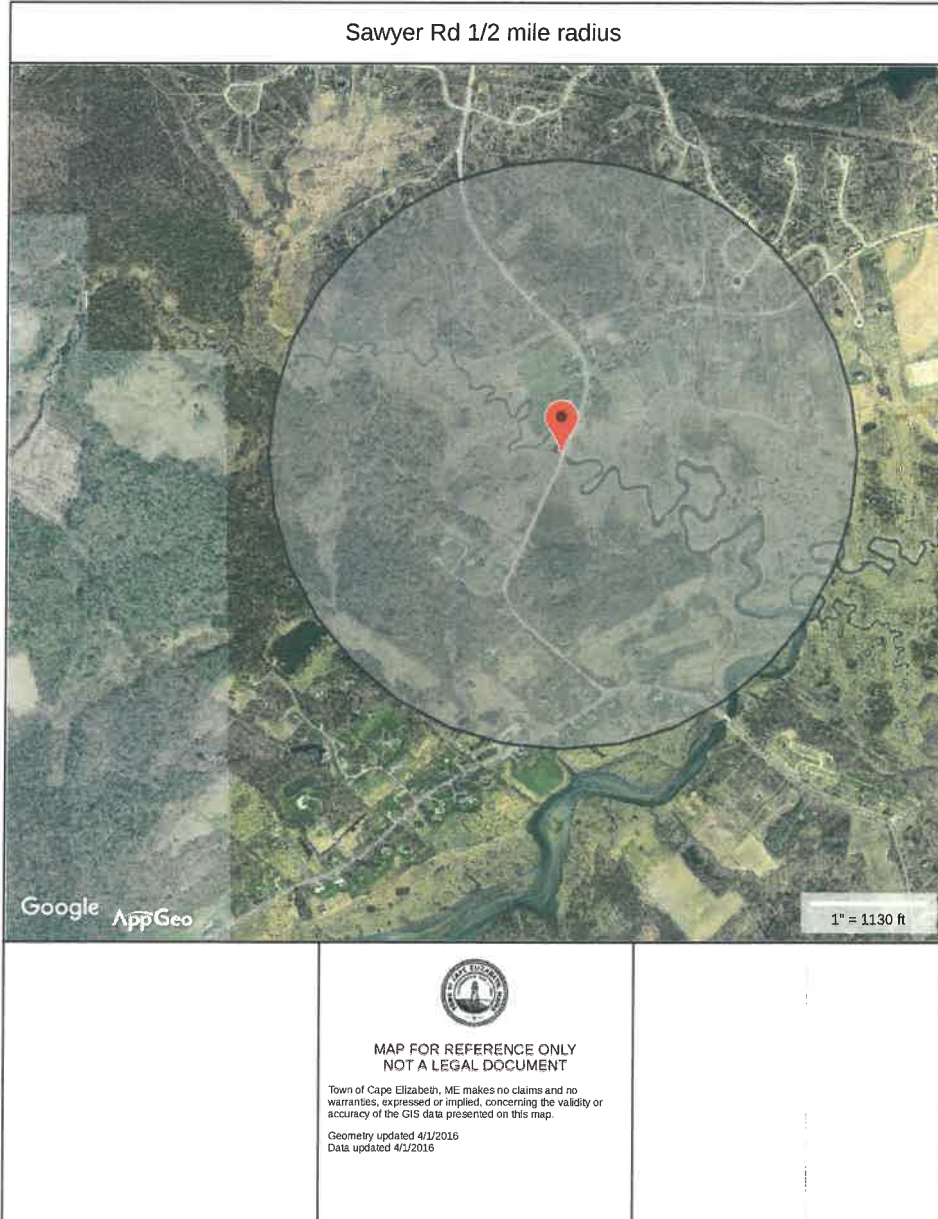 Sawyer Rd 1/2 mile radius
Google AppGeo
1" = 1130 ft
MAP FOR REFERENCE ONLY
NOT A LEGAL DOCUMENT
Town of Cape Elizabeth, ME makes no claims and no
warranties, expressed or implied, concerning the validity or
accuracy of the GIS data presented on this map.
Geometry updated 4/1/2016
Data updated 4/1/2016